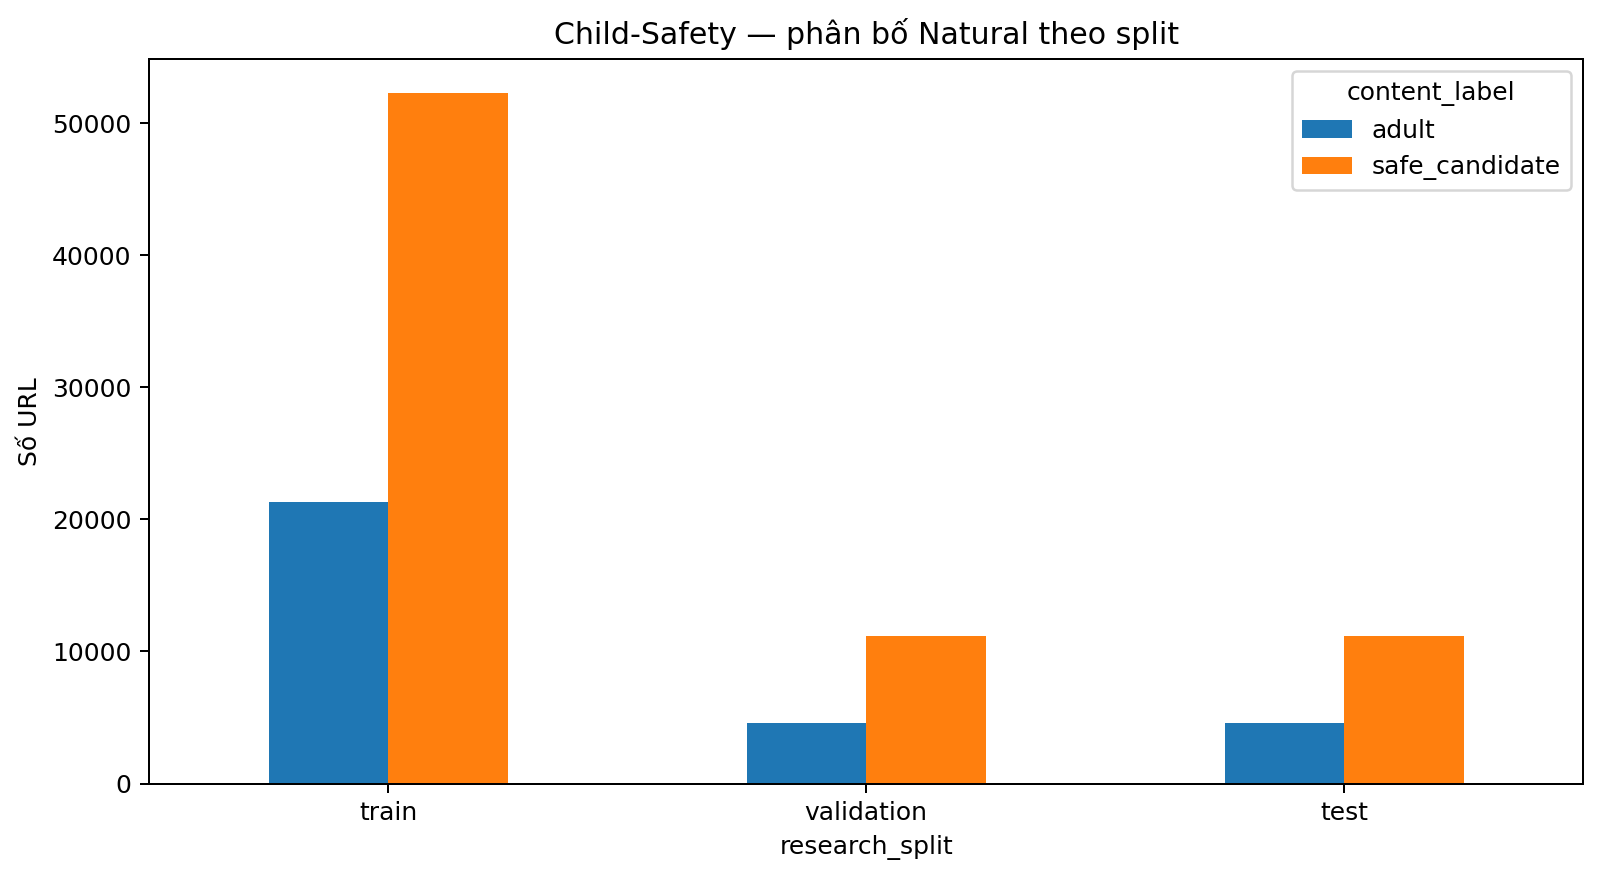 Child-Safety — phân bố Natural theo split
content_label
adult
safe_candidate
Số URL
50000
40000
30000
20000
10000
0
train
validation
test
research_split